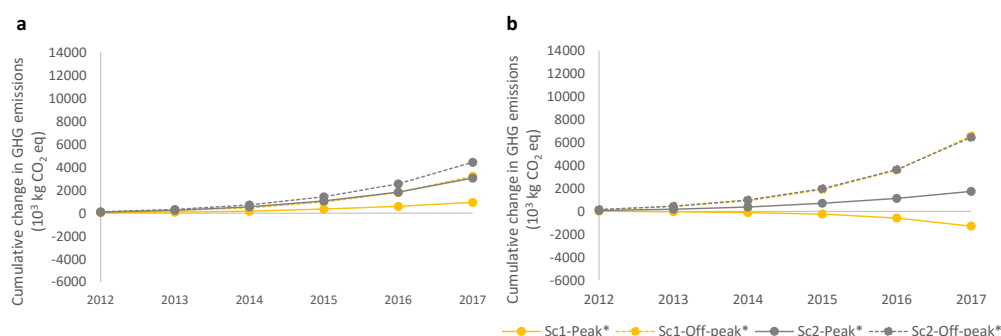 a
Cumulative change in GHG emissions
(10³ kg CO₂ eq)
14000
12000
10000
8000
6000
4000
2000
0
-2000
-4000
-6000
2012 2013 2014 2015 2016 2017
b
Cumulative change in GHG emissions
(10³ kg CO₂ eq)
14000
12000
10000
8000
6000
4000
2000
0
-2000
-4000
-6000
2012 2013 2014 2015 2016 2017
Sc1-Peak* Sc1-Off-peak* Sc2-Peak* Sc2-Off-peak*